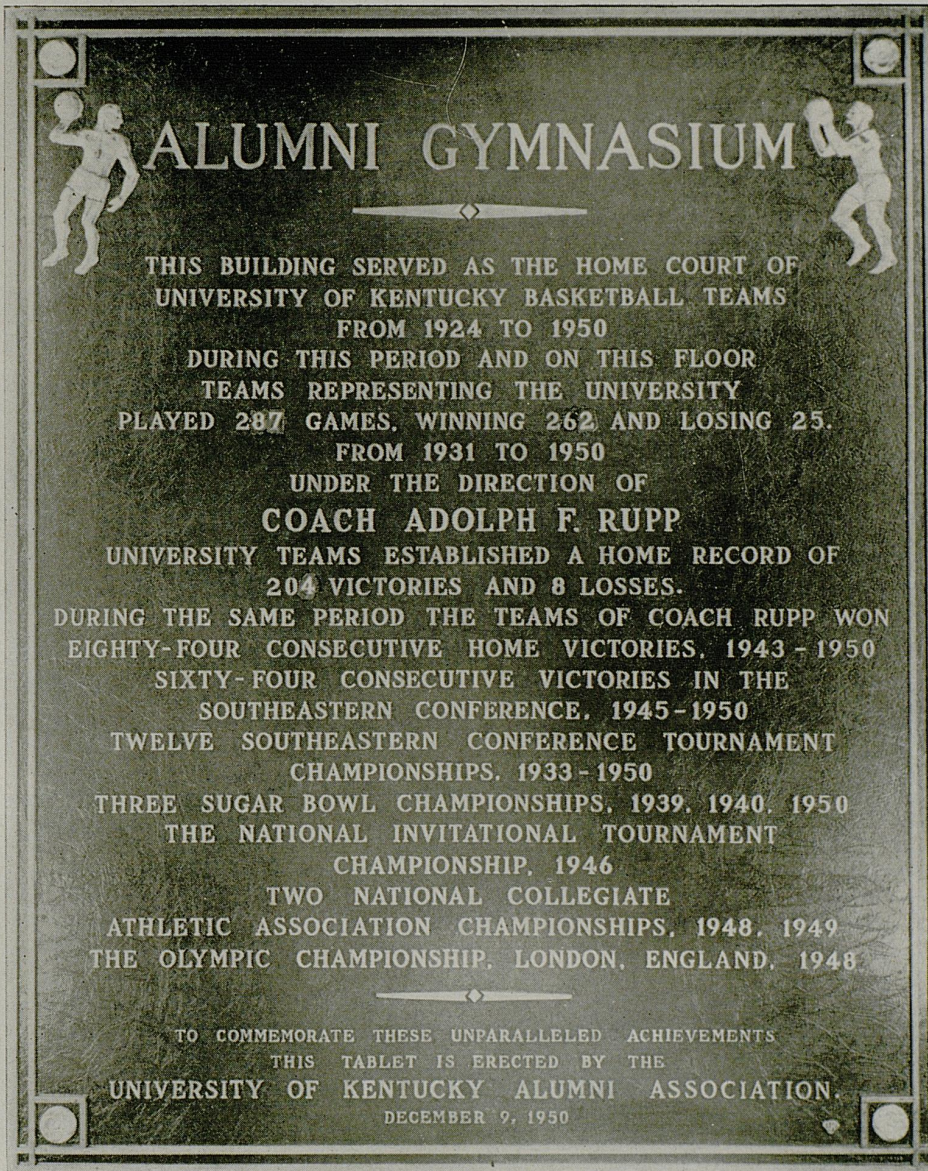 ALUMNI GYMNASIUM
THIS BUILDING SERVED AS THE HOME COURT OF
UNIVERSITY OF KENTUCKY BASKETBALL TEAMS
FROM 1924 TO 1950
DURING THIS PERIOD AND ON THIS FLOOR
TEAMS REPRESENTING THE UNIVERSITY
PLAYED 287 GAMES, WINNING 262 AND LOSING 25.
FROM 1931 TO 1950
UNDER THE DIRECTION OF
COACH ADOLPH F. RUPP
UNIVERSITY TEAMS ESTABLISHED A HOME RECORD OF
204 VICTORIES AND 8 LOSSES.
DURING THE SAME PERIOD THE TEAMS OF COACH RUPP WON
EIGHTY-FOUR CONSECUTIVE HOME VICTORIES, 1943-1950
SIXTY-FOUR CONSECUTIVE VICTORIES IN THE
SOUTHEASTERN CONFERENCE, 1945-1950
TWELVE SOUTHEASTERN CONFERENCE TOURNAMENT
CHAMPIONSHIPS, 1933-1950
THREE SUGAR BOWL CHAMPIONSHIPS, 1939, 1940, 1950
THE NATIONAL INVITATIONAL TOURNAMENT
CHAMPIONSHIP, 1946
TWO NATIONAL COLLEGIATE
ATHLETIC ASSOCIATION CHAMPIONSHIPS, 1948, 1949
THE OLYMPIC CHAMPIONSHIP, LONDON, ENGLAND, 1948
TO COMMEMORATE THESE UNPARALLELED ACHIEVEMENTS
THIS TABLET IS ERECTED BY THE
UNIVERSITY OF KENTUCKY ALUMNI ASSOCIATION.
DECEMBER 9, 1950